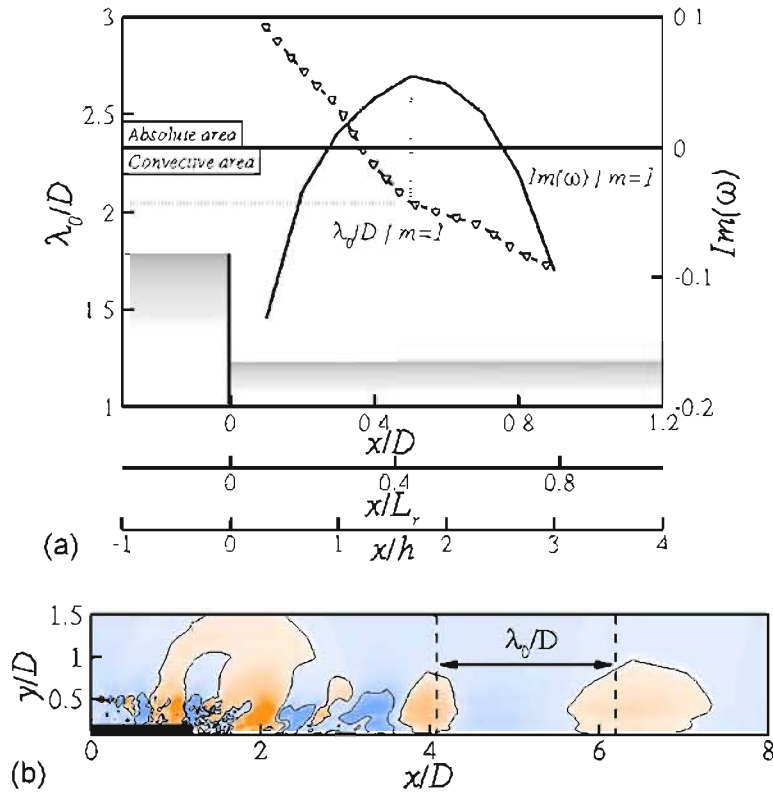 3
0 1
2.5
Absolute area
Convective area
0
Im(ω) | m=1
λ₀/D
2
λ₀/D | m=1
Im(ω)
-0.1
1 5
1
-0.2
0
0 4
0 8
1.2
x/D
0
0.4
0.8
x/Lᵣ
-1
0
1
2
3
4
(a)
x/h
1.5
1
0.5
y/D
λ₀/D
0
2
4
6
8
(b)
x/D